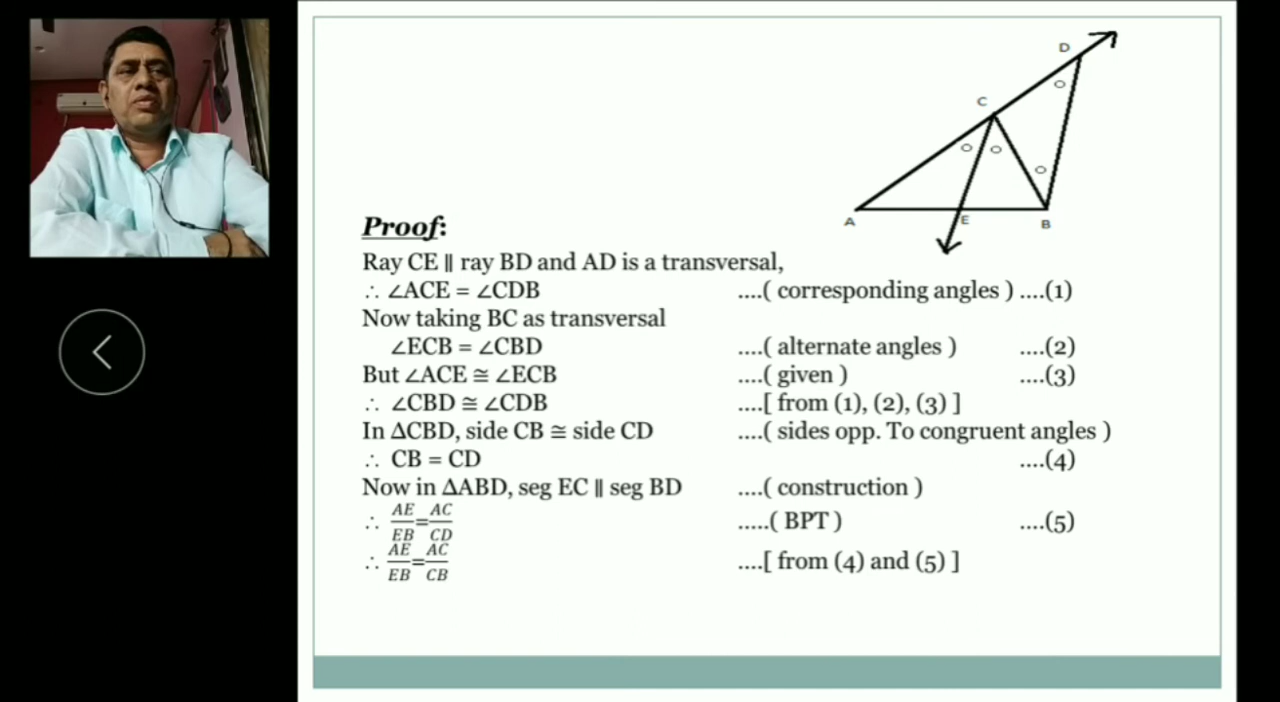 D
C
A
E
B
Proof:
Ray CE ∥ ray BD and AD is a transversal,
∴ ∠ACE = ∠CDB ....( corresponding angles ) ....(1)
Now taking BC as transversal
∠ECB = ∠CBD ....( alternate angles ) ....(2)
But ∠ACE ≅ ∠ECB ....( given ) ....(3)
∴ ∠CBD ≅ ∠CDB ....[ from (1), (2), (3) ]
In ΔCBD, side CB ≅ side CD ....( sides opp. To congruent angles )
∴ CB = CD ....(4)
Now in ΔABD, seg EC ∥ seg BD ....( construction )
∴ AE/EB = AC/CD .....( BPT ) ....(5)
∴ AE/EB = AC/CB ....[ from (4) and (5) ]